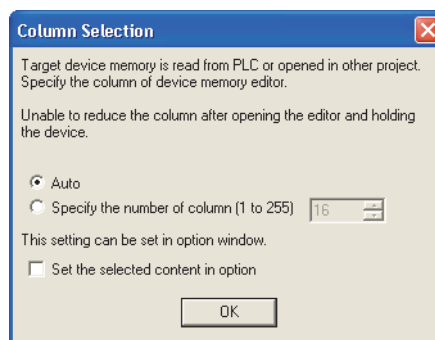 Column Selection
Target device memory is read from PLC or opened in other project.
Specify the column of device memory editor.
Unable to reduce the column after opening the editor and holding
the device.
Auto
Specify the number of column (1 to 255) 16
This setting can be set in option window.
Set the selected content in option
OK